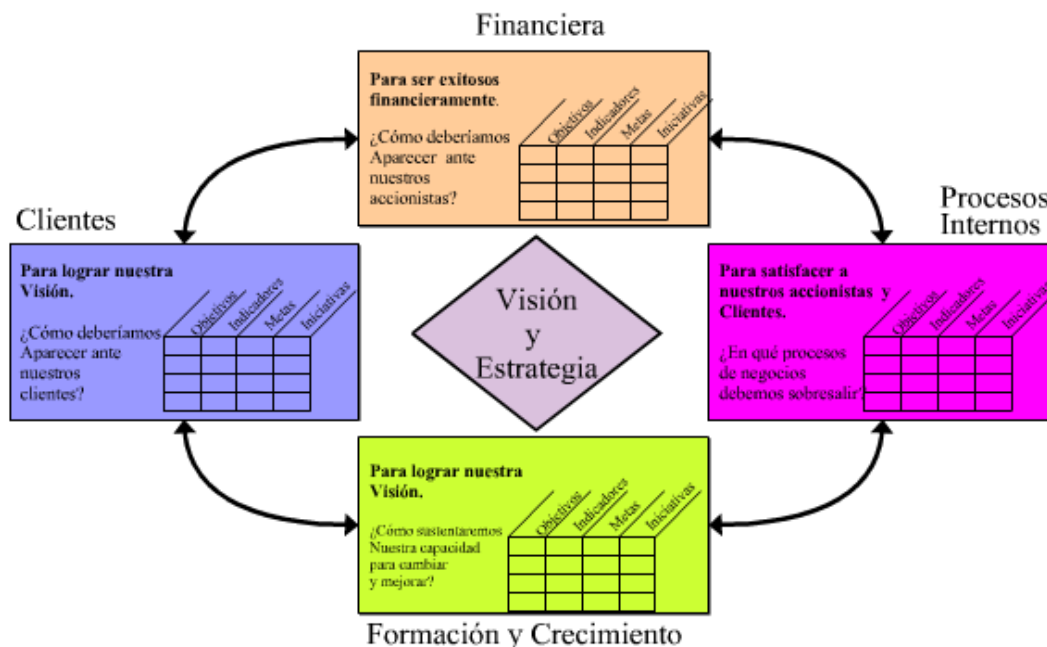 Financiera
Para ser exitosos
financieramente.
¿Cómo deberíamos
Aparecer ante
nuestros
accionistas?
Objetivos
Indicadores
Metas
Iniciativas
Clientes
Para lograr nuestra
Visión.
¿Cómo deberíamos
Aparecer ante
nuestros
clientes?
Objetivos
Indicadores
Metas
Iniciativas
Visión
y
Estrategia
Procesos
Internos
Para satisfacer a
nuestros accionistas y
Clientes.
¿En qué procesos
de negocios
debemos sobresalir?
Objetivos
Indicadores
Metas
Iniciativas
Para lograr nuestra
Visión.
¿Cómo sustentaremos
Nuestra capacidad
para cambiar
y mejorar?
Objetivos
Indicadores
Metas
Iniciativas
Formación y Crecimiento